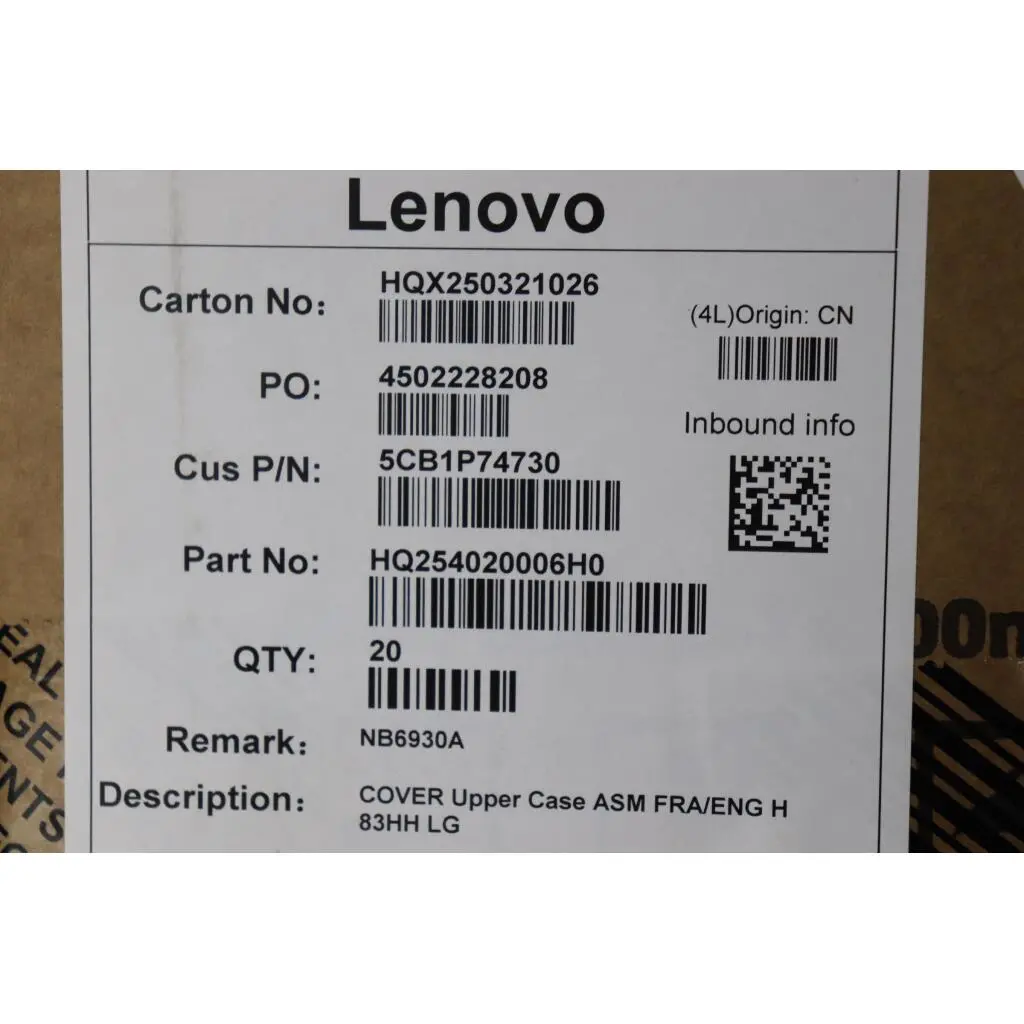 Lenovo
Carton No: HQX250321026
(4L)Origin: CN
PO: 4502228208
Inbound info
Cus P/N: 5CB1P74730
Part No: HQ254020006H0
QTY: 20
Remark: NB6930A
Description: COVER Upper Case ASM FRA/ENG H
83HH LG